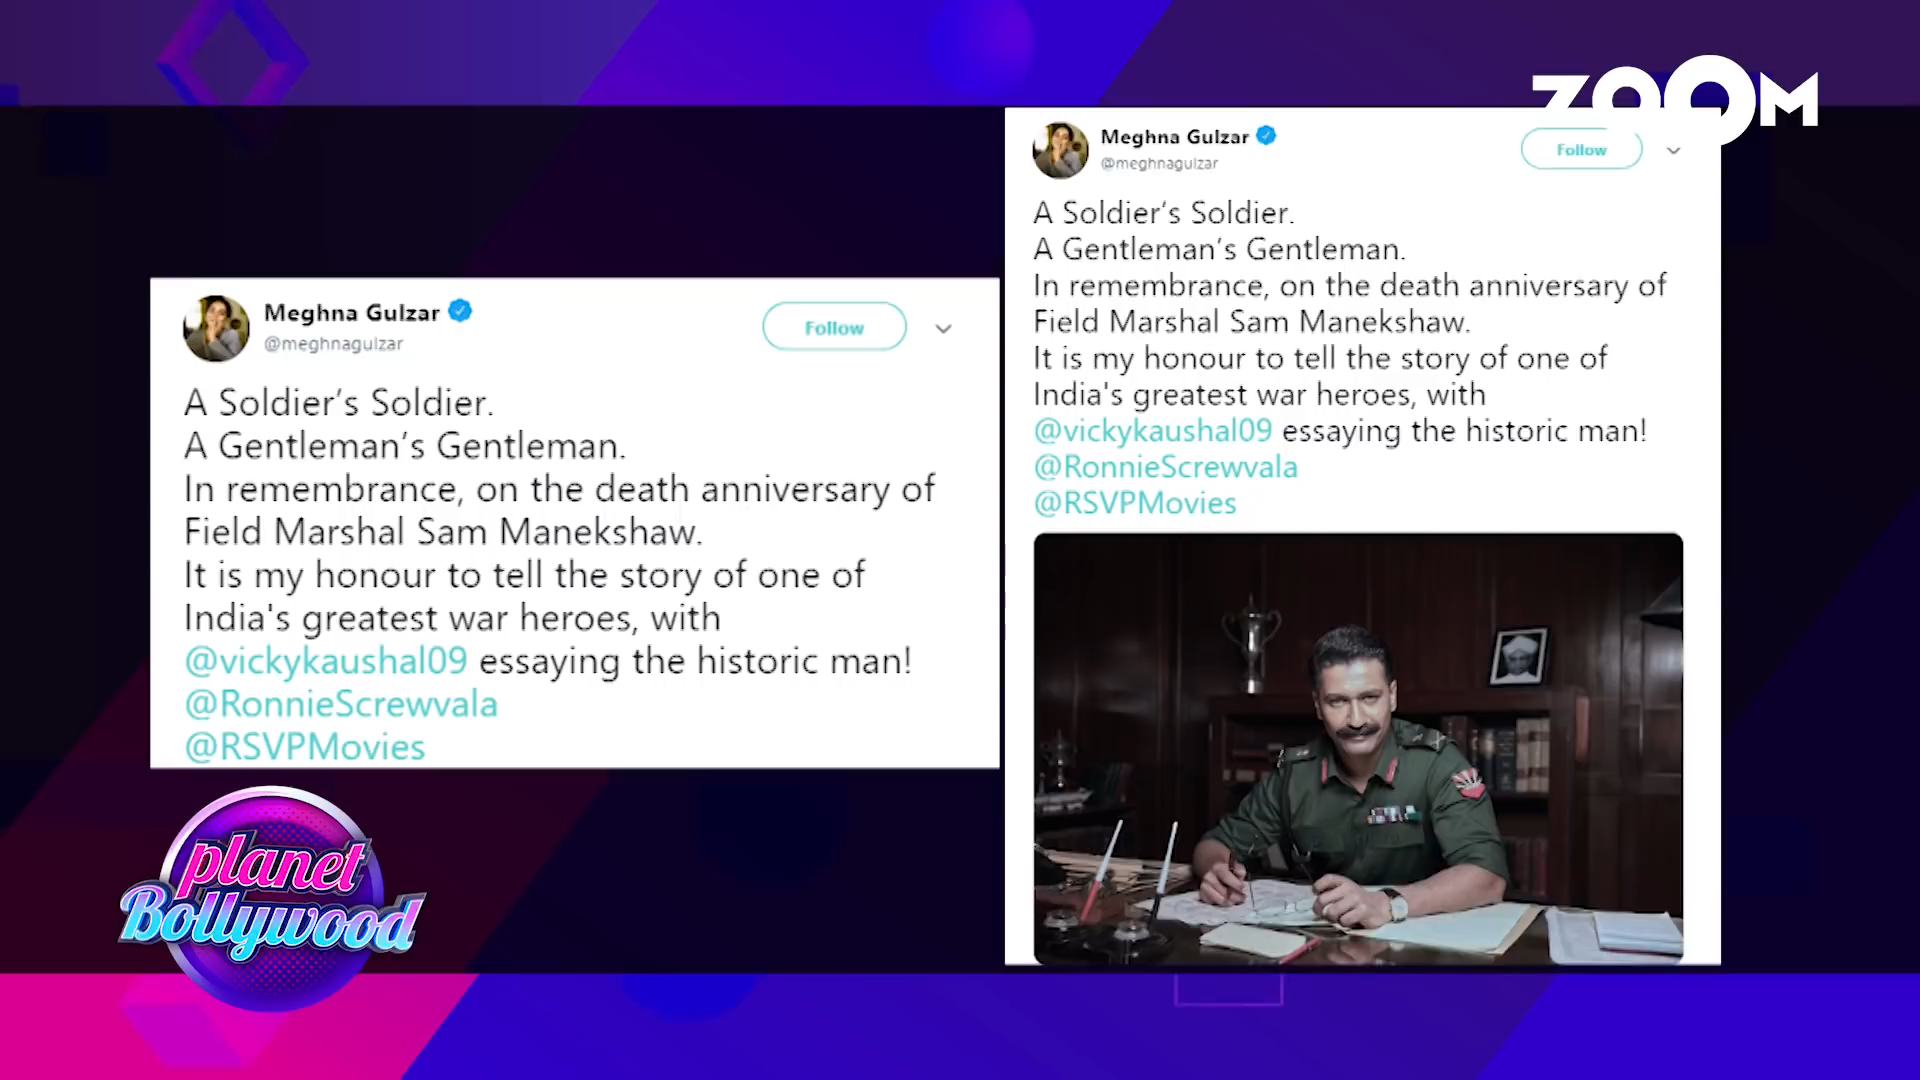 ZOOM
Meghna Gulzar
@meghnagulzar
Follow
A Soldier's Soldier.
A Gentleman's Gentleman.
In remembrance, on the death anniversary of
Field Marshal Sam Manekshaw.
It is my honour to tell the story of one of
India's greatest war heroes, with
@vickykaushal09 essaying the historic man!
@RonnieScrewvala
@RSVPMovies
Meghna Gulzar
@meghnagulzar
Follow
A Soldier's Soldier.
A Gentleman's Gentleman.
In remembrance, on the death anniversary of
Field Marshal Sam Manekshaw.
It is my honour to tell the story of one of
India's greatest war heroes, with
@vickykaushal09 essaying the historic man!
@RonnieScrewvala
@RSVPMovies
planet
Bollywood